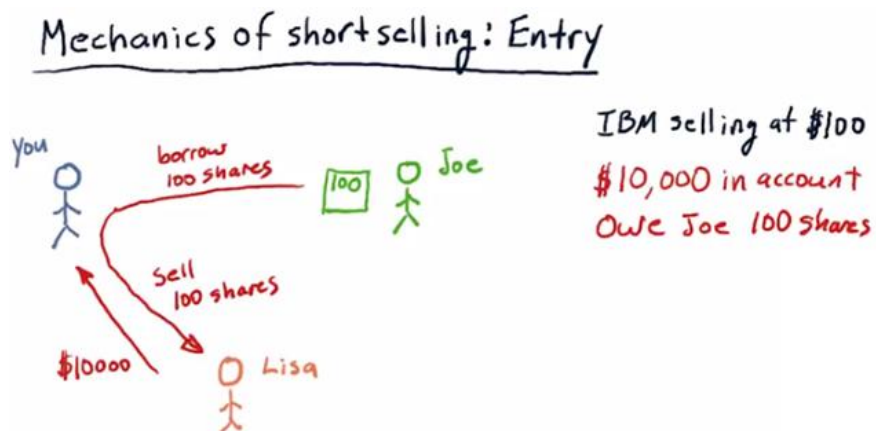 Mechanics of shortselling: Entry
You
borrow
100 shares
100
Joe
IBM selling at $100
$10,000 in account
Owe Joe 100 shares
Sell
100 shares
$10000
Lisa